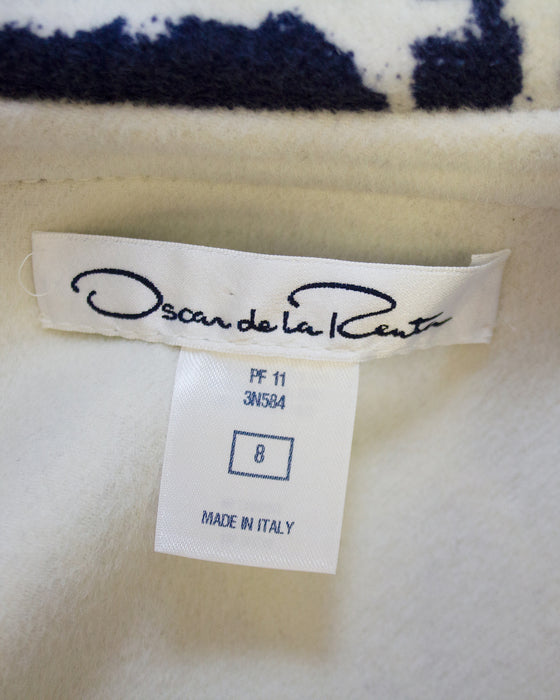 Oscar de la Renta
PF 11
3N584
8
MADE IN ITALY